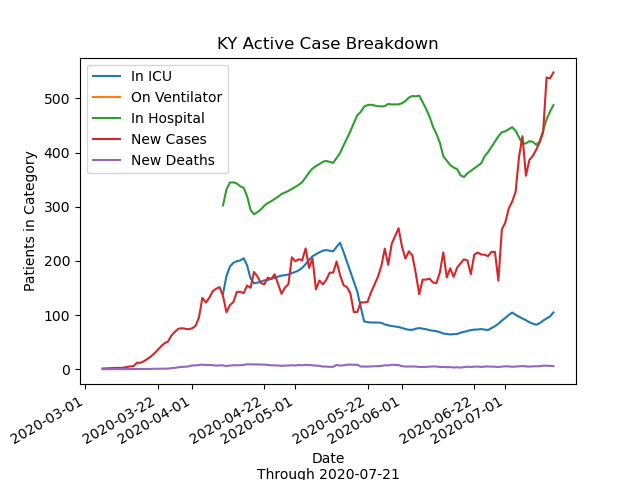 KY Active Case Breakdown
In ICU
On Ventilator
In Hospital
New Cases
New Deaths
Patients in Category
500
400
300
200
100
0
2020-03-01
2020-03-22
2020-04-01
2020-04-22
2020-05-01
2020-05-22
2020-06-01
2020-06-22
2020-07-01
Date
Through 2020-07-21